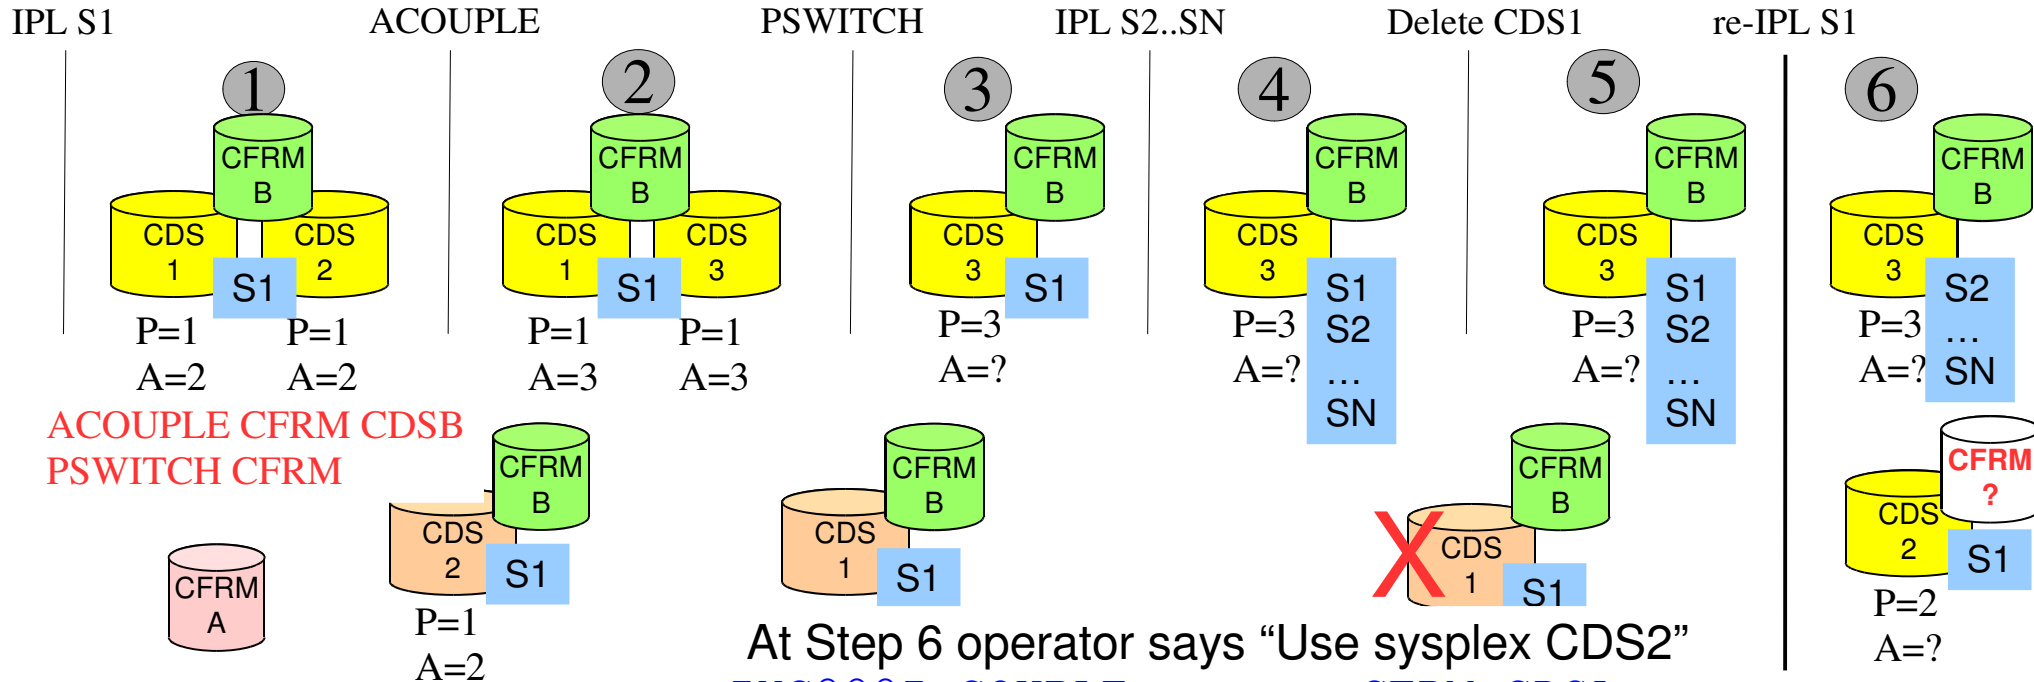 IPL S1
ACOUPLE
PSWITCH
IPL S2..SN
Delete CDS1
re-IPL S1
1
2
3
4
5
6
CFRM
B
CDS
1
CDS
2
S1
P=1
A=2
P=1
A=2
CFRM
B
CDS
1
CDS
3
S1
P=1
A=3
P=1
A=3
CFRM
B
CDS
3
S1
P=3
A=?
CFRM
B
CDS
3
S1
S2
...
SN
P=3
A=?
CFRM
B
CDS
3
S1
S2
...
SN
P=3
A=?
CFRM
B
CDS
3
S2
...
SN
P=3
A=?
ACOUPLE CFRM CDSB
PSWITCH CFRM
CFRM
A
CFRM
B
CDS
2
S1
P=1
A=2
CFRM
B
CDS
1
S1
CFRM
B
X
CDS
1
S1
CFRM
?
CDS
2
S1
P=2
A=?
At Step 6 operator says “Use sysplex CDS2”